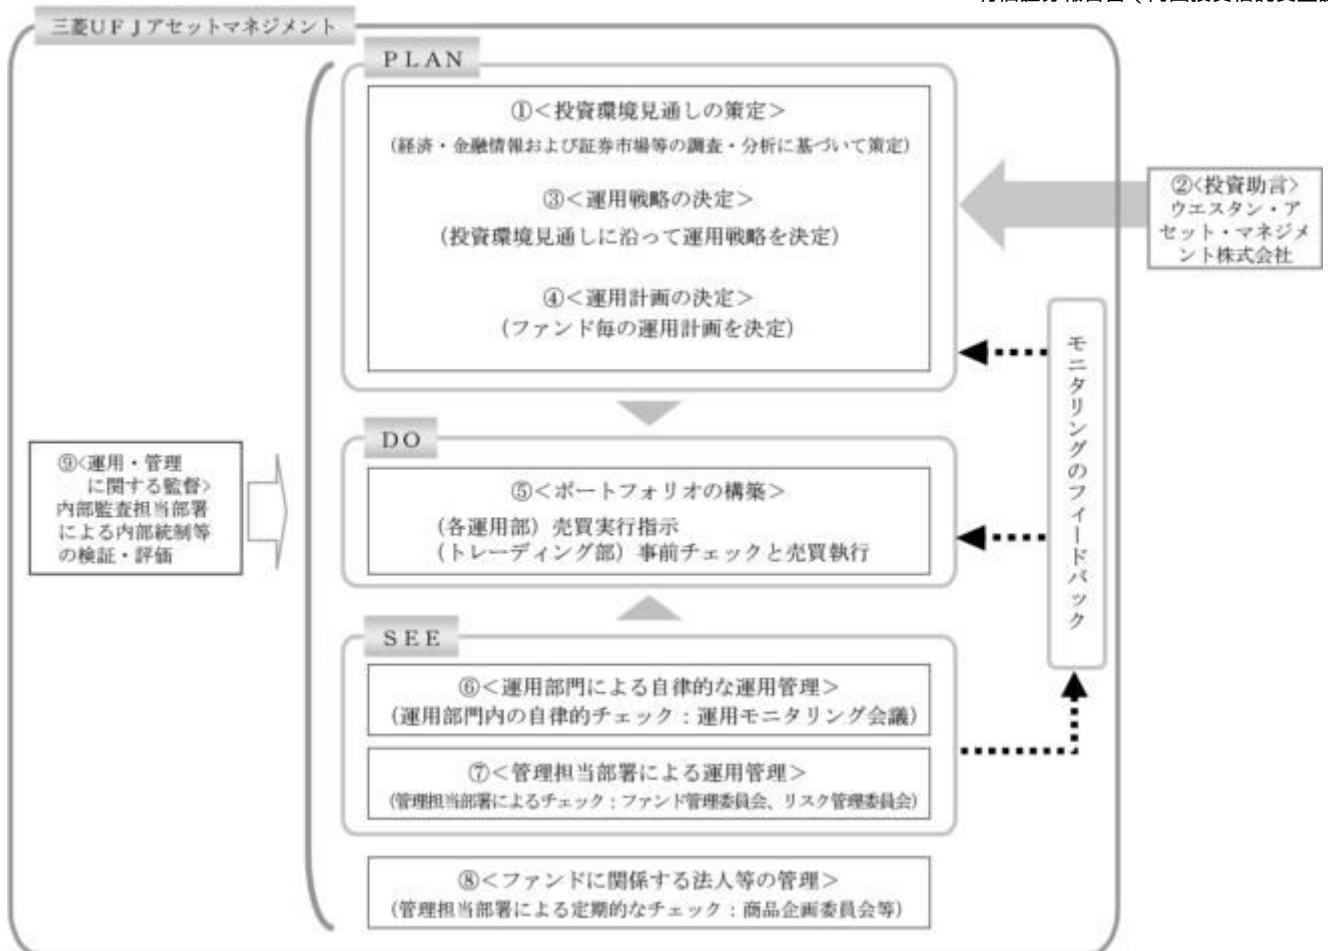 三菱UFJアセットマネジメント
PLAN
①<投資環境見通しの策定>
(経済・金融情報および証券市場等の調査・分析に基づいて策定)
③<運用戦略の決定>
(投資環境見通しに沿って運用戦略を決定)
④<運用計画の決定>
(ファンド毎の運用計画を決定)
②<投資助言>
ウエスタン・ア
セット・マネジメ
ント株式会社
モニタリングのフィードバック
DO
⑤<ポートフォリオの構築>
(各運用部)売買実行指示
(トレーディング部)事前チェックと売買執行
⑨<運用・管理
に関する監督>
内部監査担当部署
による内部統制等
の検証・評価
SEE
⑥<運用部門による自律的な運用管理>
(運用部門内の自律的チェック:運用モニタリング会議)
⑦<管理担当部署による運用管理>
(管理担当部署によるチェック:ファンド管理委員会、リスク管理委員会)
⑧<ファンドに関係する法人等の管理>
(管理担当部署による定期的なチェック:商品企画委員会等)